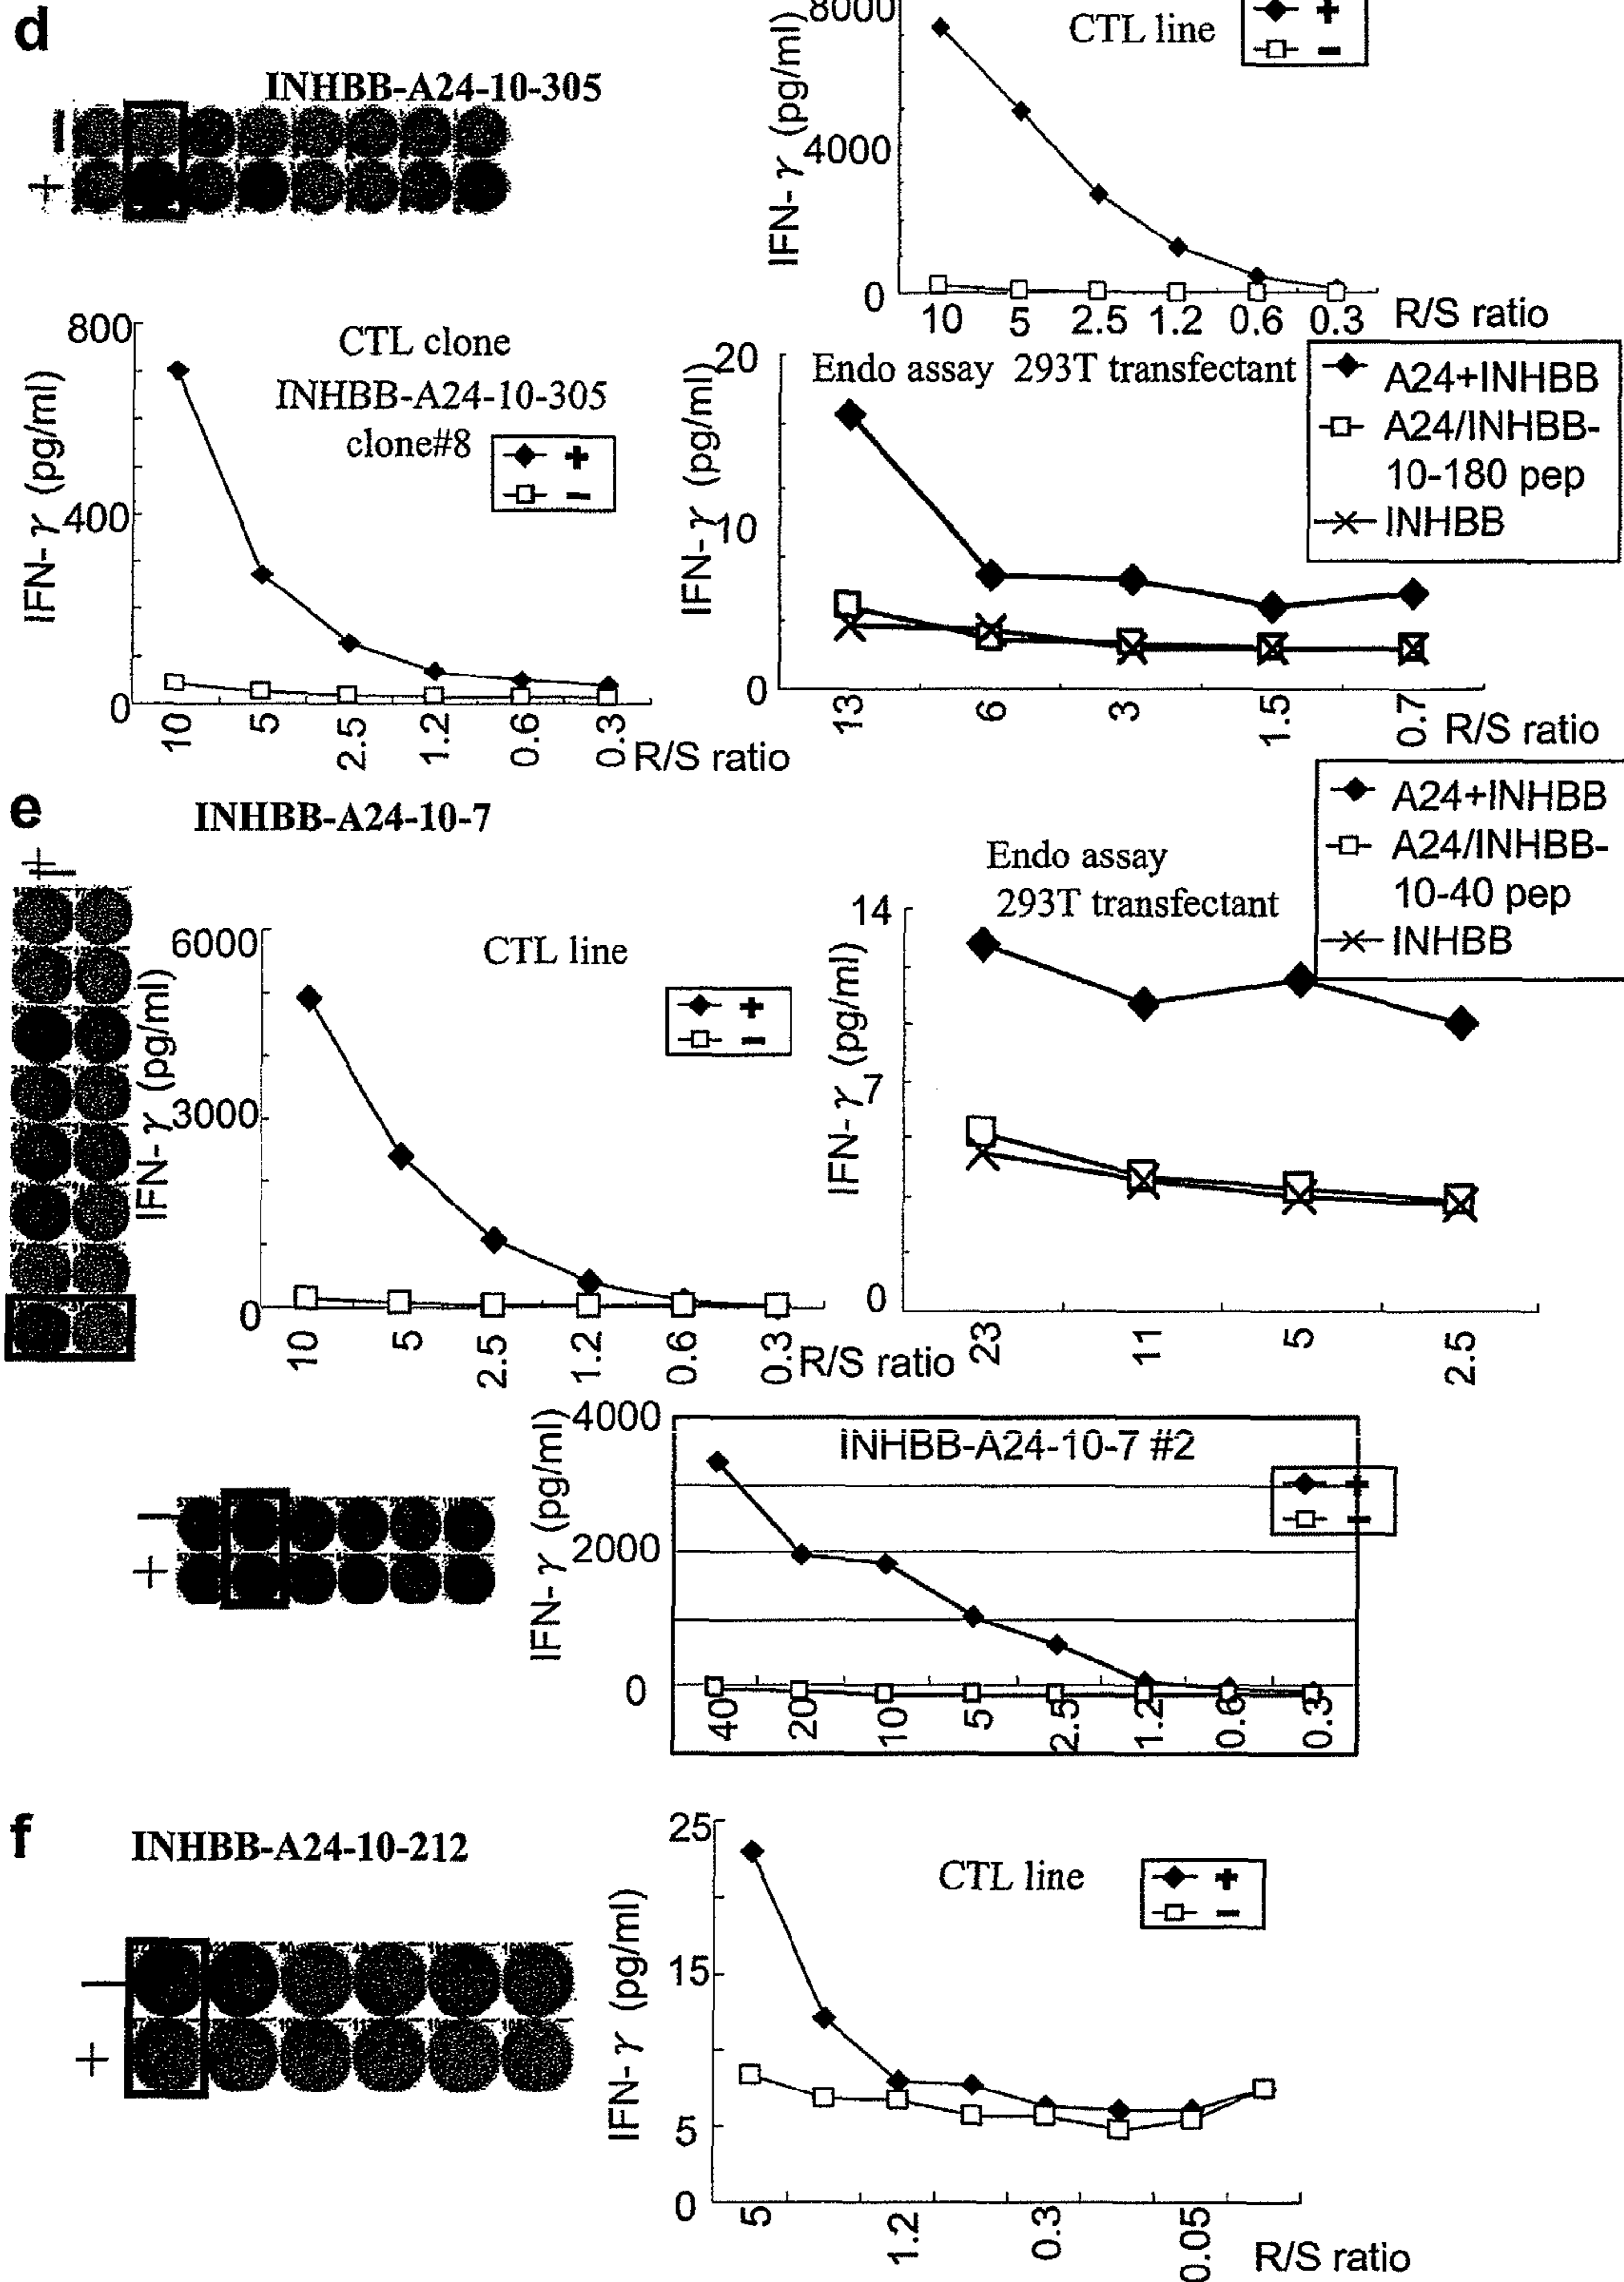 d
INHBB-A24-10-305
−
+
8000
4000
0
IFN-γ (pg/ml)
CTL line
+
−
10 5 2.5 1.2 0.6 0.3 R/S ratio
800
400
0
IFN-γ (pg/ml)
CTL clone
INHBB-A24-10-305
clone#8
+
−
10 5 2.5 1.2 0.6 0.3 R/S ratio
20
10
0
IFN-γ (pg/ml)
Endo assay 293T transfectant
A24+INHBB
A24/INHBB-
10-180 pep
INHBB
13 6 3 1.5 0.7 R/S ratio
e
INHBB-A24-10-7
+
−
6000
3000
0
IFN-γ (pg/ml)
CTL line
+
−
10 5 2.5 1.2 0.6 0.3 R/S ratio
Endo assay
293T transfectant
14
7
0
IFN-γ (pg/ml)
A24+INHBB
A24/INHBB-
10-40 pep
INHBB
23 11 5 2.5
−
+
4000
2000
0
IFN-γ (pg/ml)
INHBB-A24-10-7 #2
+
−
40 20 10 5 2.5 1.2 0.6 0.3
f
INHBB-A24-10-212
−
+
25
15
5
0
IFN-γ (pg/ml)
CTL line
+
−
5 1.2 0.3 0.05 R/S ratio